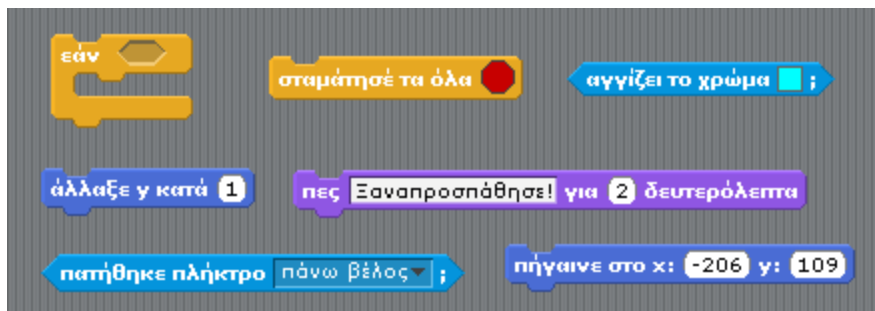 εάν
σταμάτησέ τα όλα
αγγίζει το χρώμα ;
άλλαξε y κατά 1
πες Ξαναπροσπάθησε! για 2 δευτερόλεπτα
πατήθηκε πλήκτρο πάνω βέλος ;
πήγαινε στο x: -206 y: 109